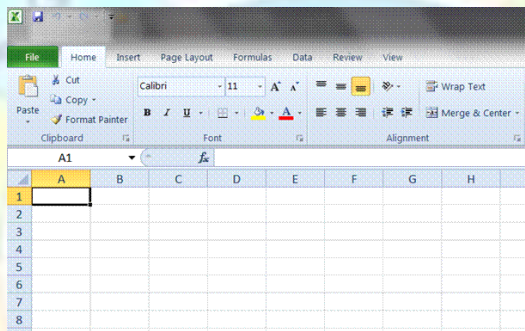 File Home Insert Page Layout Formulas Data Review View
Cut
Copy
Format Painter
Paste
Calibri 11 A A
Wrap Text
B I U A
Merge & Center
Clipboard Font Alignment
A1 fx
A B C D E F G H
1
2
3
4
5
6
7
8